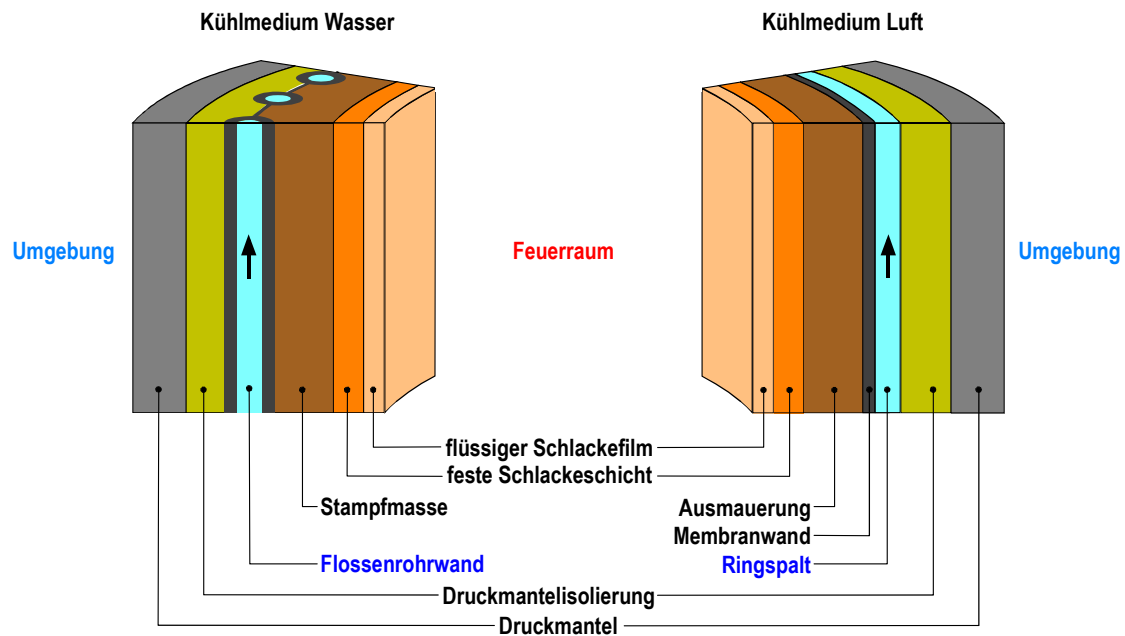 Kühlmedium Wasser
Kühlmedium Luft
Umgebung
Feuerraum
Umgebung
flüssiger Schlackefilm
feste Schlackeschicht
Stampfmasse
Ausmauerung
Membranwand
Flossenrohrwand
Ringspalt
Druckmantelisolierung
Druckmantel